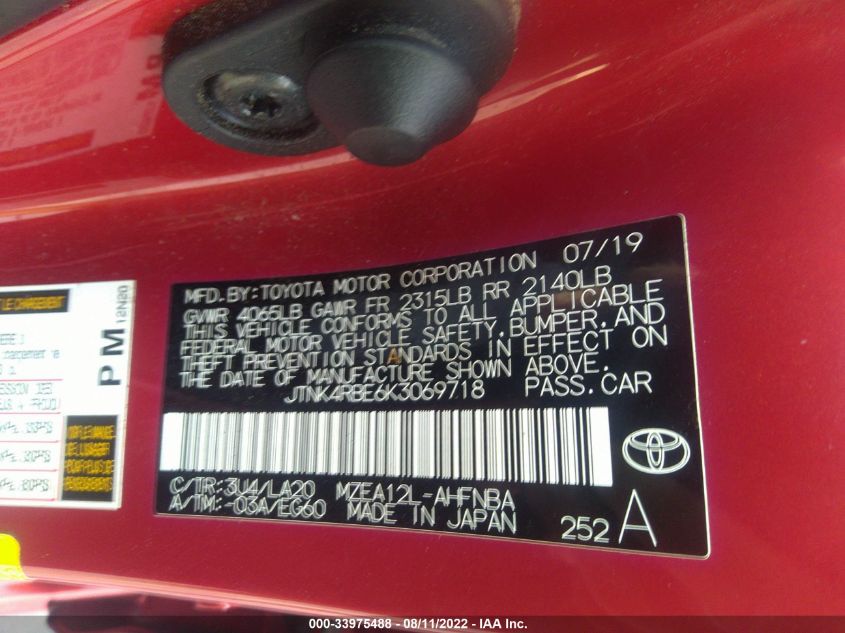 MFD.BY:TOYOTA MOTOR CORPORATION 07/19
GVWR 4065LB GAWR FR 2315LB RR 2140LB
THIS VEHICLE CONFORMS TO ALL APPLICABLE
FEDERAL MOTOR VEHICLE SAFETY,BUMPER,AND
THEFT PREVENTION STANDARDS IN EFFECT ON
THE DATE OF MANUFACTURE SHOWN ABOVE.
JTNK4RBE6K3069718 PASS.CAR
C/TR:3U4/LA20 MZEA12L-AHFNBA
A/TM:-03A/EG60 MADE IN JAPAN
252 A
LE CHARGEMENT
PM
12N20
000-33975488 - 08/11/2022 - IAA Inc.